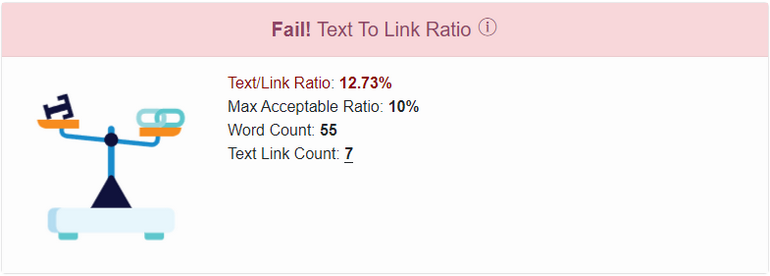 Fail! Text To Link Ratio ⓘ
Text/Link Ratio: 12.73%
Max Acceptable Ratio: 10%
Word Count: 55
Text Link Count: 7
T